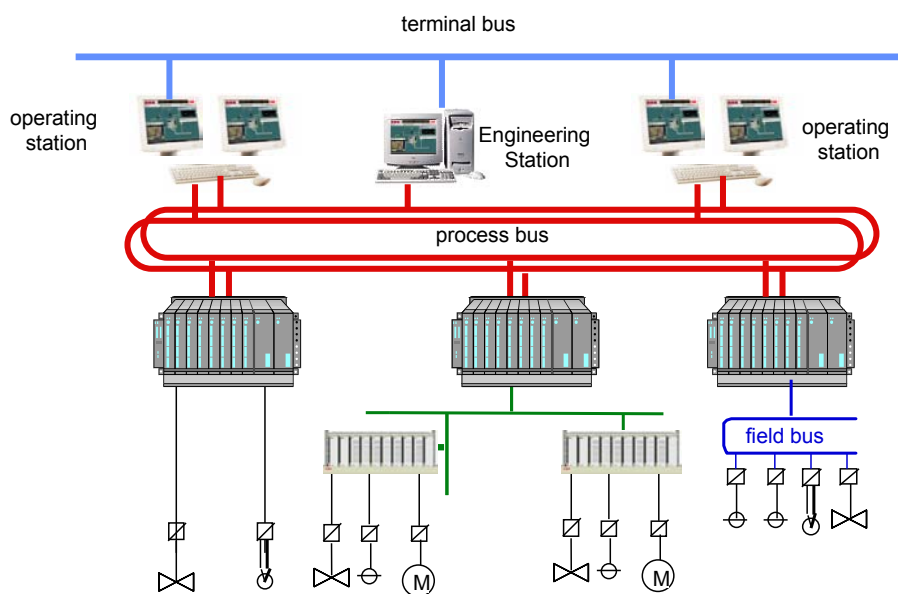 terminal bus
operating
station
Engineering
Station
operating
station
process bus
field bus
M
M